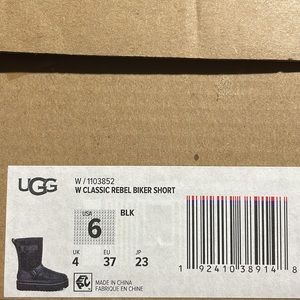 UGG
W / 1103852
W CLASSIC REBEL BIKER SHORT
USA
6
BLK
UK EU JP
4 37 23
MADE IN CHINA
FABRIQUE EN CHINE
1 92410 38914 8